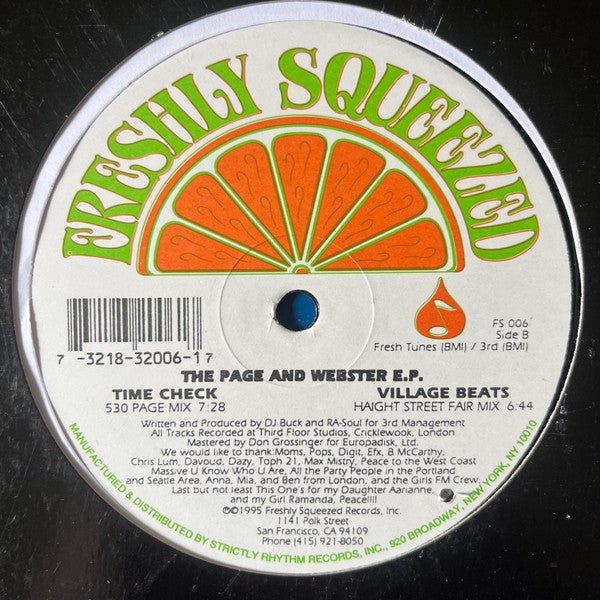 FRESHLY SQUEEZED
FS 006
Side B
Fresh Tunes (BMI) / 3rd (BMI)
7 -3218-32006-1 7
THE PAGE AND WEBSTER E.P.
TIME CHECK
530 PAGE MIX 7:28
VILLAGE BEATS
HAIGHT STREET FAIR MIX 6:44
Written and Produced by DJ Buck and RA-Soul for 3rd Management
All Tracks Recorded at Third Floor Studios, Cricklewook, London
Mastered by Don Grossinger for Europadisk, Ltd.
We would like to thank:Moms, Pops, Digit, Efx, B McCarthy,
Chris Lum, Davoud, Dazy, Toph 21, Max Mistry, Peace to the West Coast
Massive U Know Who U Are, All the Party People in the Portland
and Seatle Area, Anna, Mia, and Ben from London, and the Girls FM Crew,
Last but not least This One's for my Daughter Aarianne,
and my Girl Ramanda, Peace!!!!
℗©1995 Freshly Squeezed Records, Inc.
1141 Polk Street
San Francisco, CA 94109
Phone (415) 921-8050
MANUFACTURED & DISTRIBUTED BY STRICTLY RHYTHM RECORDS, INC., 920 BROADWAY, NEW YORK, NY 10010